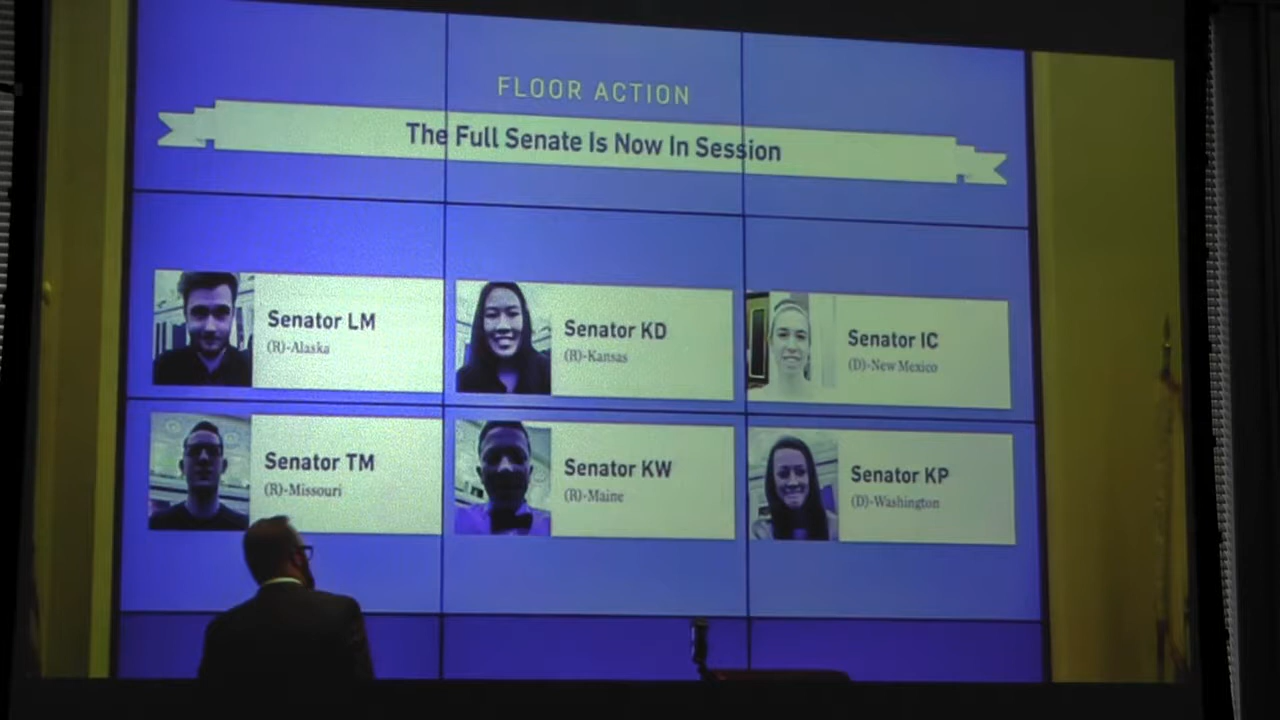 FLOOR ACTION
The Full Senate Is Now In Session
Senator LM
(R)-Alaska
Senator KD
(R)-Kansas
Senator IC
(D)-New Mexico
Senator TM
(R)-Missouri
Senator KW
(R)-Maine
Senator KP
(D)-Washington